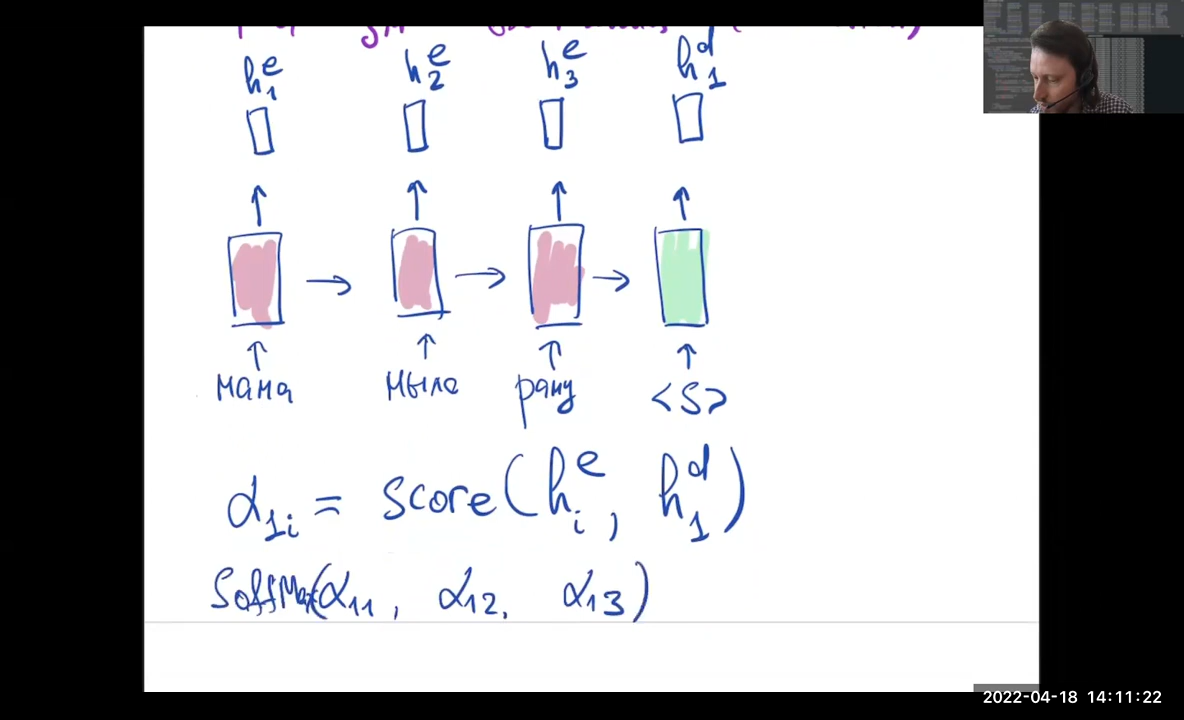 h₁ᵉ h₂ᵉ h₃ᵉ h₁ᵈ
мама мыла раму <S>
α₁ᵢ = score(hᵢᵉ, h₁ᵈ)
SoftMax(α₁₁, α₁₂, α₁₃)
2022-04-18 14:11:22